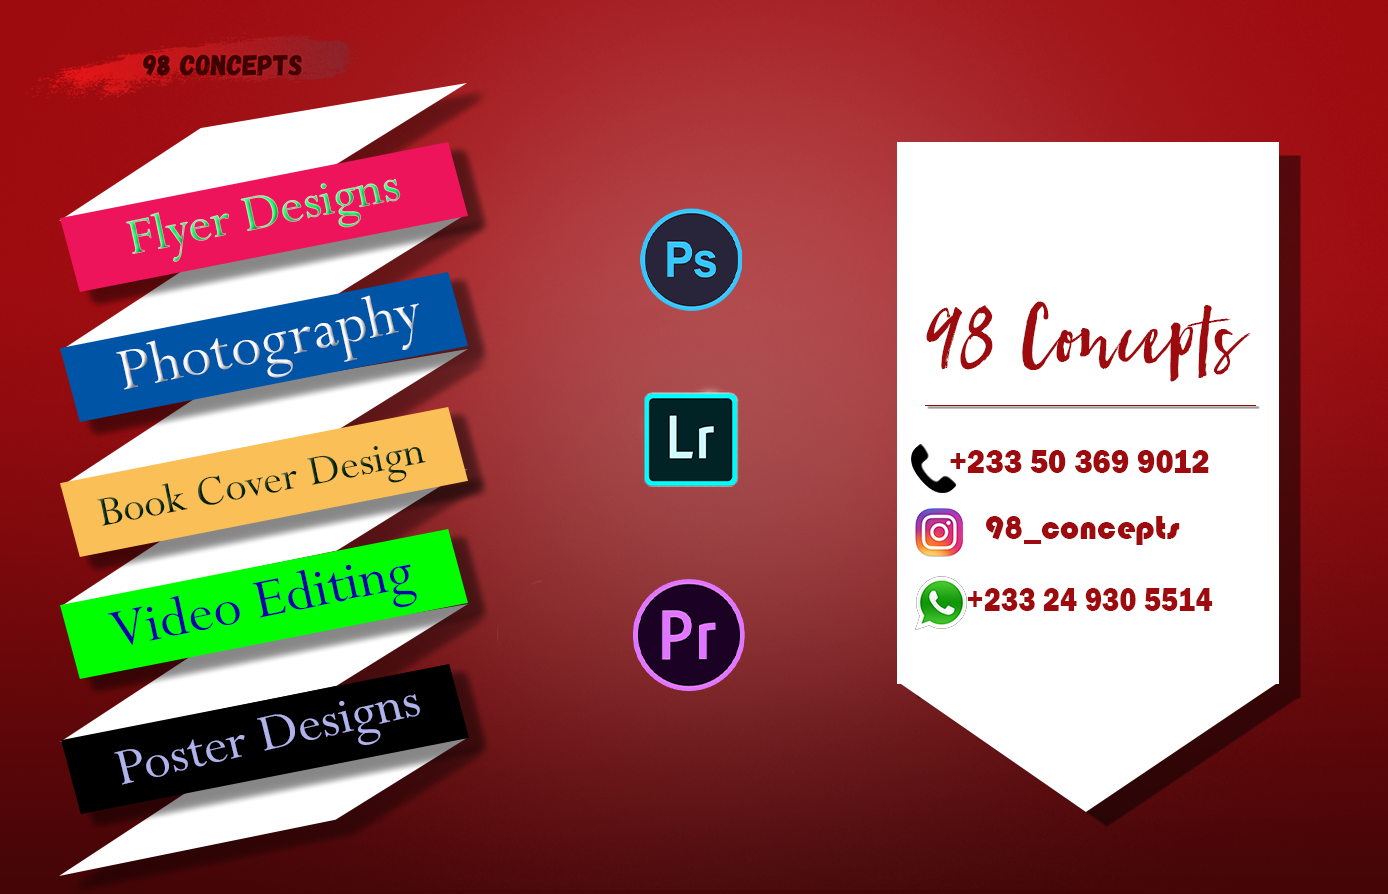 98 CONCEPTS
Flyer Designs
Photography
Book Cover Design
Video Editing
Poster Designs
Ps
Lr
Pr
98 Concepts
+233 50 369 9012
98_concepts
+233 24 930 5514